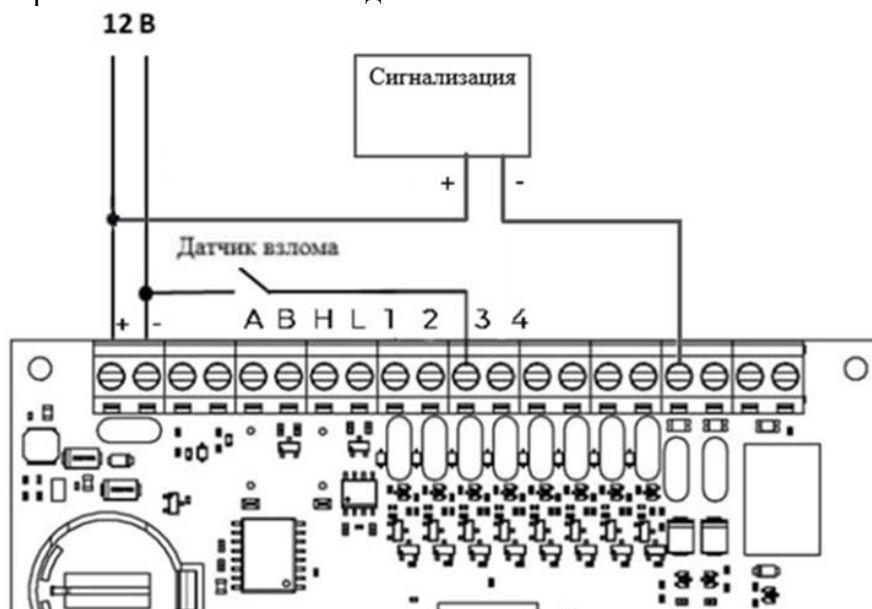 12 В
Сигнализация
+ -
Датчик взлома
+ - A B H L 1 2 3 4